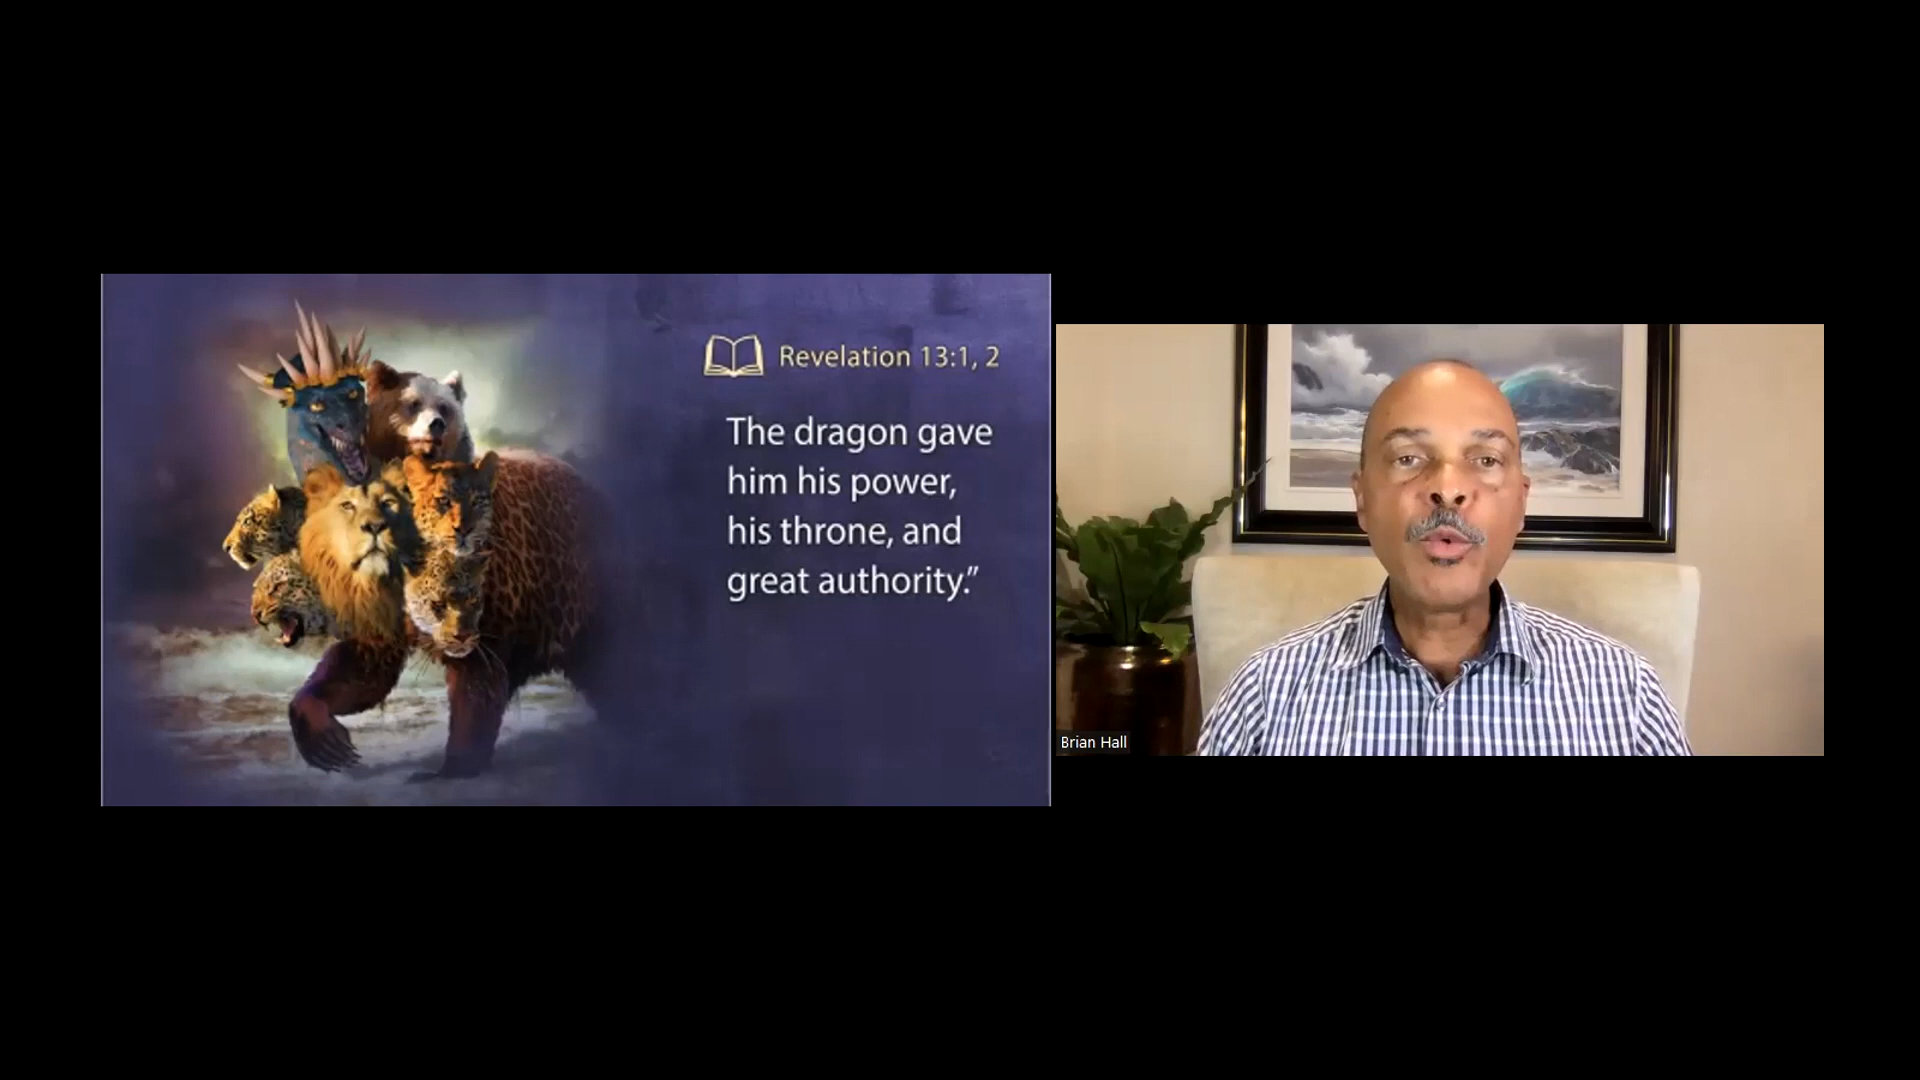 Revelation 13:1, 2
The dragon gave
him his power,
his throne, and
great authority.”
Brian Hall